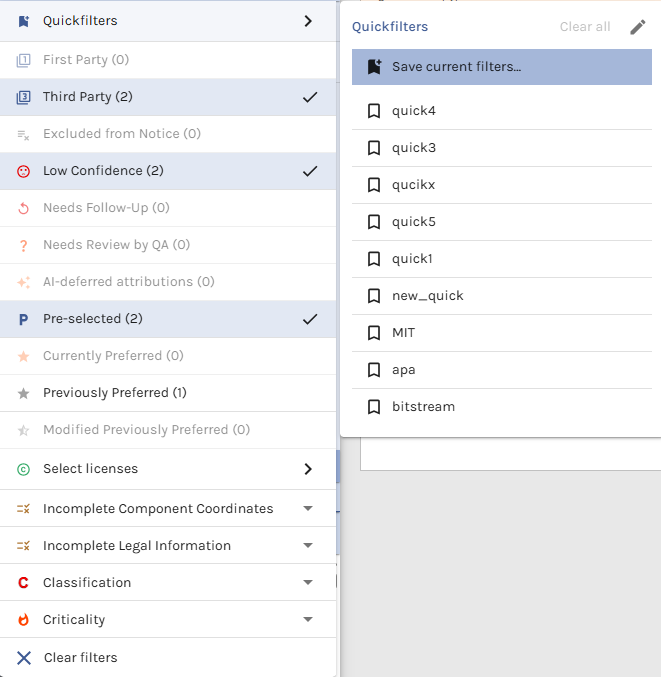 Quickfilters
First Party (0)
Third Party (2)
Excluded from Notice (0)
Low Confidence (2)
Needs Follow-Up (0)
Needs Review by QA (0)
AI-deferred attributions (0)
Pre-selected (2)
Currently Preferred (0)
Previously Preferred (1)
Modified Previously Preferred (0)
Select licenses
Incomplete Component Coordinates
Incomplete Legal Information
Classification
Criticality
Clear filters
Quickfilters Clear all
Save current filters...
quick4
quick3
qucikx
quick5
quick1
new_quick
MIT
apa
bitstream